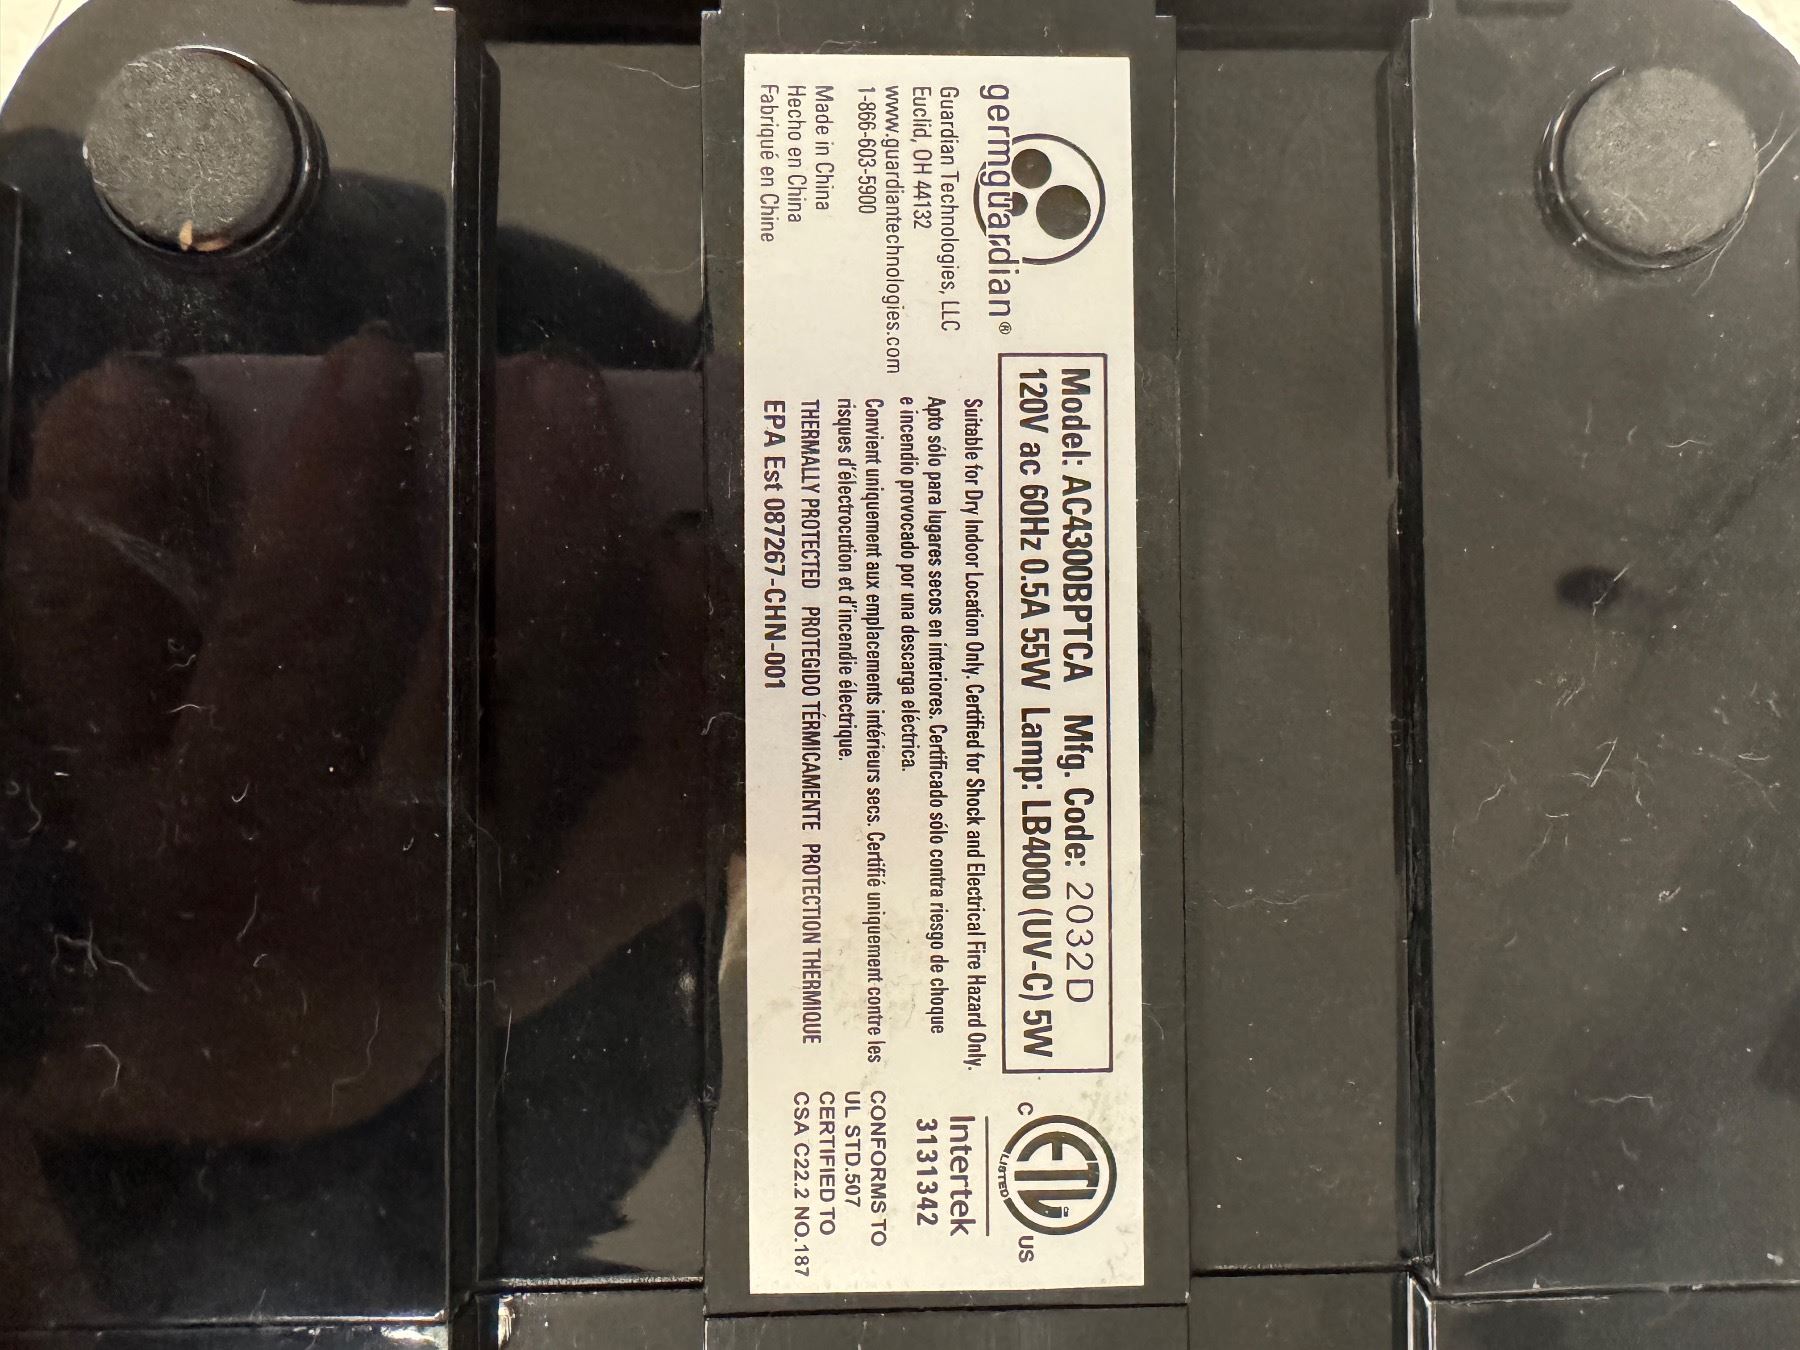 germguardian®
Guardian Technologies, LLC
Euclid, OH 44132
www.guardiantechnologies.com
1-866-603-5900
Made in China
Hecho en China
Fabriqué en Chine
Model: AC4300BPTCA Mfg. Code: 2032D
120V ac 60Hz 0.5A 55W Lamp: LB4000 (UV-C) 5W
Suitable for Dry Indoor Location Only. Certified for Shock and Electrical Fire Hazard Only.
Apto sólo para lugares secos en interiores. Certificado sólo contra riesgo de choque
e incendio provocado por una descarga eléctrica.
Convient uniquement aux emplacements intérieurs secs. Certifié uniquement contre les
risques d'électrocution et d'incendie électrique.
THERMALLY PROTECTED PROTEGIDO TÉRMICAMENTE PROTECTION THERMIQUE
EPA Est 087267-CHN-001
C ETL US
LISTED
Intertek
3131342
CONFORMS TO
UL STD.507
CERTIFIED TO
CSA C22.2 NO.187